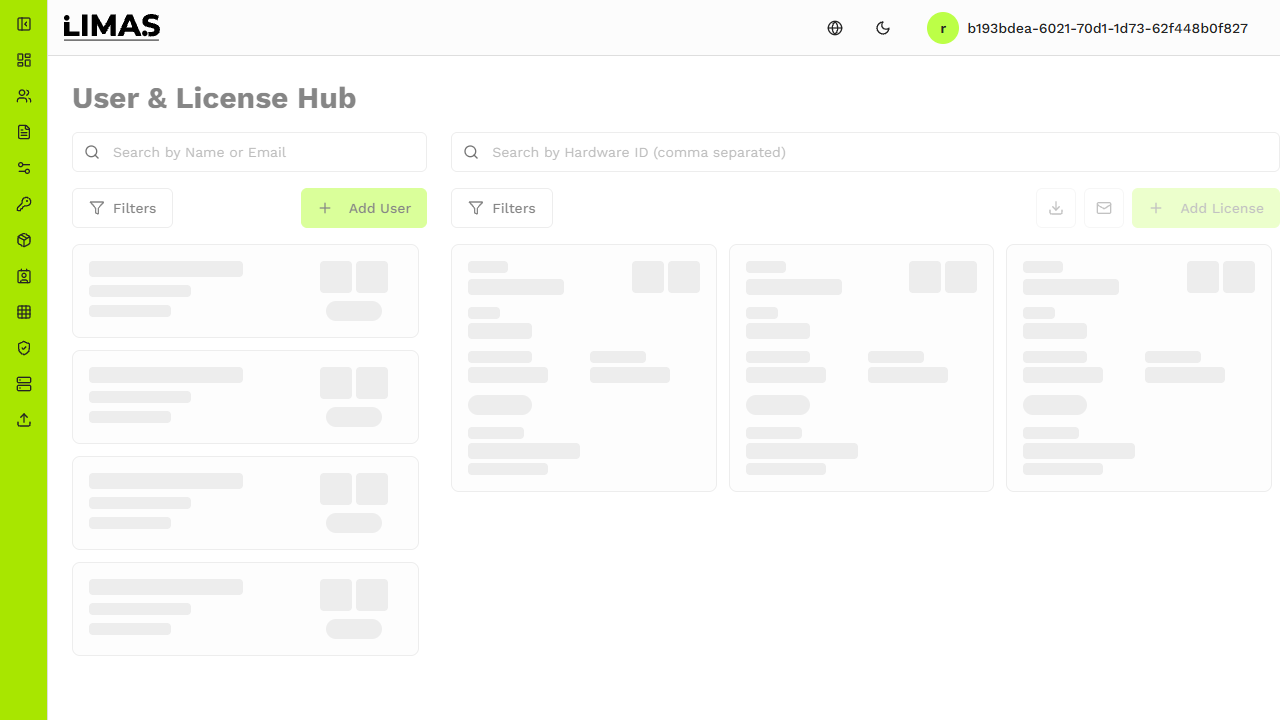 LIMAS
r
b193bdea-6021-70d1-1d73-62f448b0f827
User & License Hub
Search by Name or Email
Search by Hardware ID (comma separated)
Filters
Add User
Filters
Add License